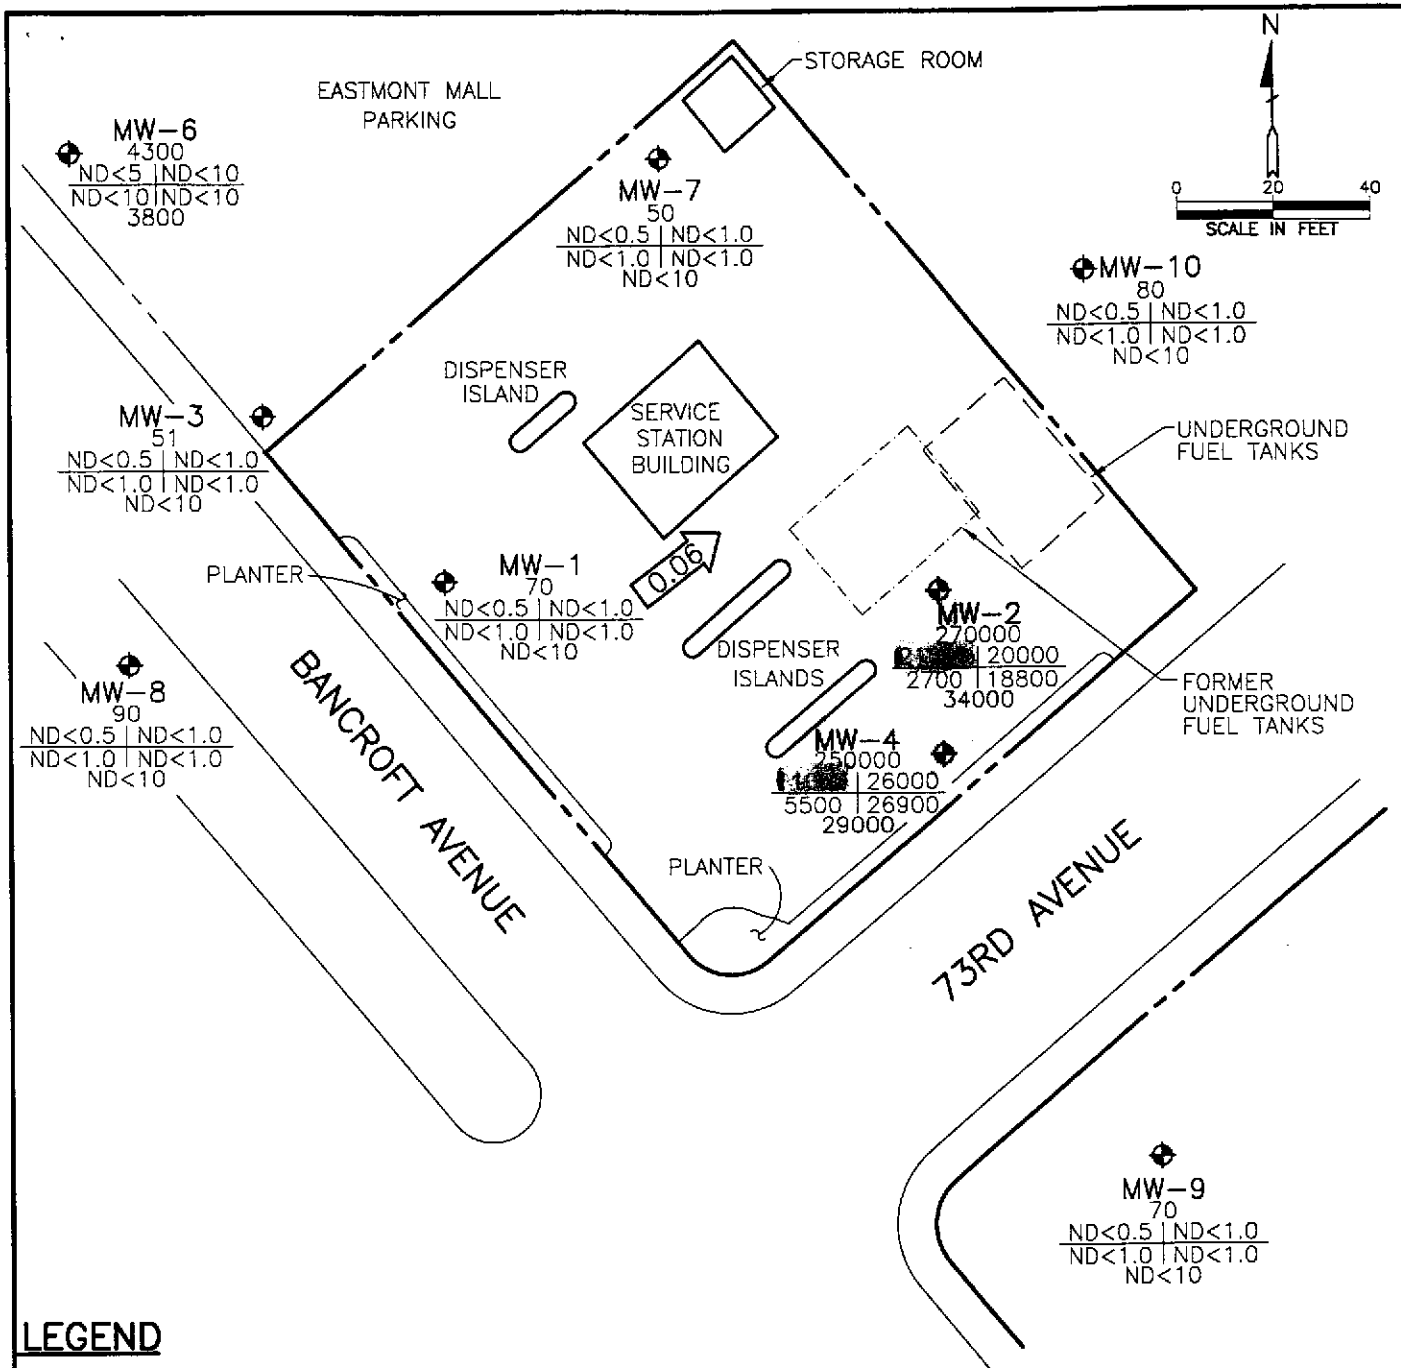 N
STORAGE ROOM
EASTMONT MALL
PARKING
MW-6
4300
ND<5 | ND<10
ND<10 | ND<10
3800
MW-7
50
ND<0.5 | ND<1.0
ND<1.0 | ND<1.0
ND<10
0 20 40
SCALE IN FEET
MW-10
80
ND<0.5 | ND<1.0
ND<1.0 | ND<1.0
ND<10
DISPENSER
ISLAND
SERVICE
STATION
BUILDING
MW-3
51
ND<0.5 | ND<1.0
ND<1.0 | ND<1.0
ND<10
UNDERGROUND
FUEL TANKS
PLANTER
MW-1
70
ND<0.5 | ND<1.0
ND<1.0 | ND<1.0
ND<10
0.06
DISPENSER
ISLANDS
MW-2
270000
| 20000
2700 | 18800
34000
FORMER
UNDERGROUND
FUEL TANKS
MW-8
90
ND<0.5 | ND<1.0
ND<1.0 | ND<1.0
ND<10
BANCROFT AVENUE
MW-4
250000
| 26000
5500 | 26900
29000
PLANTER
73RD AVENUE
MW-9
70
ND<0.5 | ND<1.0
ND<1.0 | ND<1.0
ND<10
LEGEND